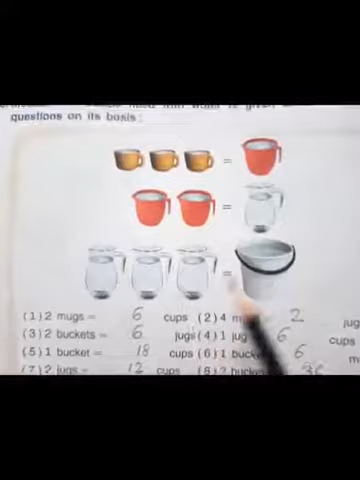 questions on its basis:
=
=
=
(1) 2 mugs = 6 cups (2) 4 2 jug
(3) 2 buckets = 6 jugs (4) 1 jug 6 cups
(5) 1 bucket = 18 cups (6) 1 buck 6 m
(7) 2 jugs = 12 cups (8) 2 bucket 36